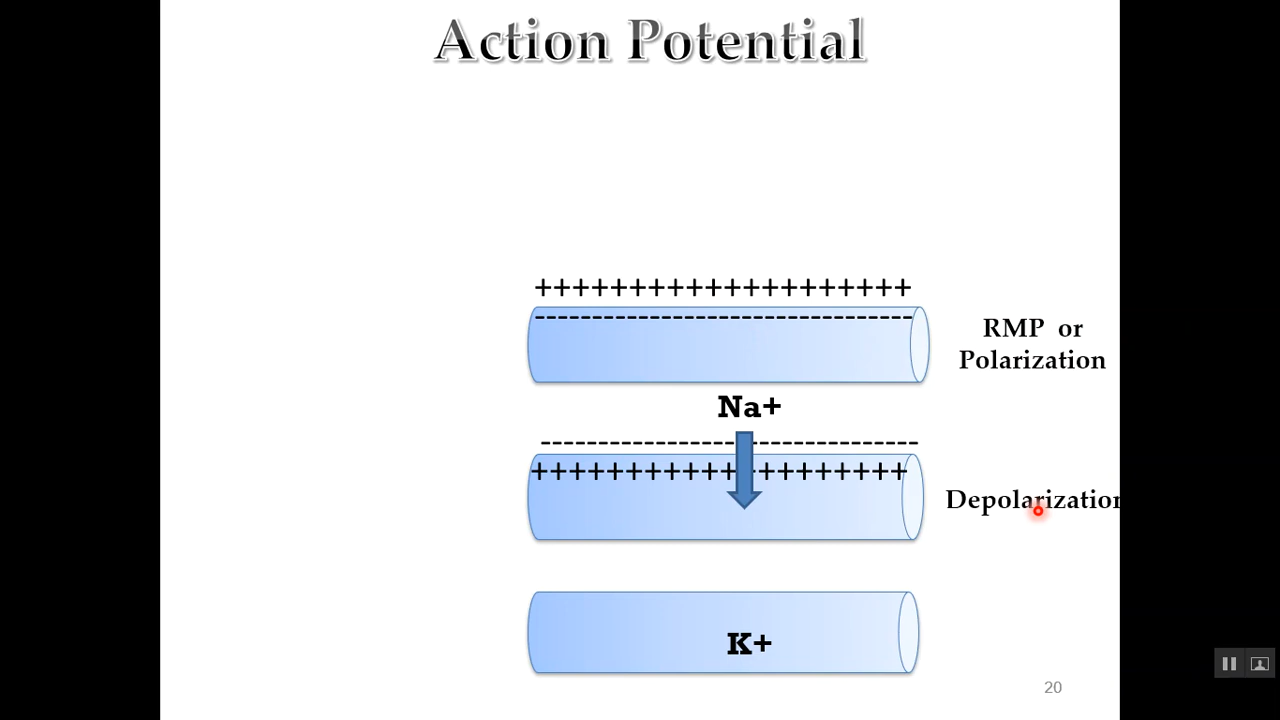 Action Potential
+++++++++++++++++++
-------------------------------------
RMP or
Polarization
Na+
-------------------------------------
++++++++++++++++++++
Depolarization
K+
20